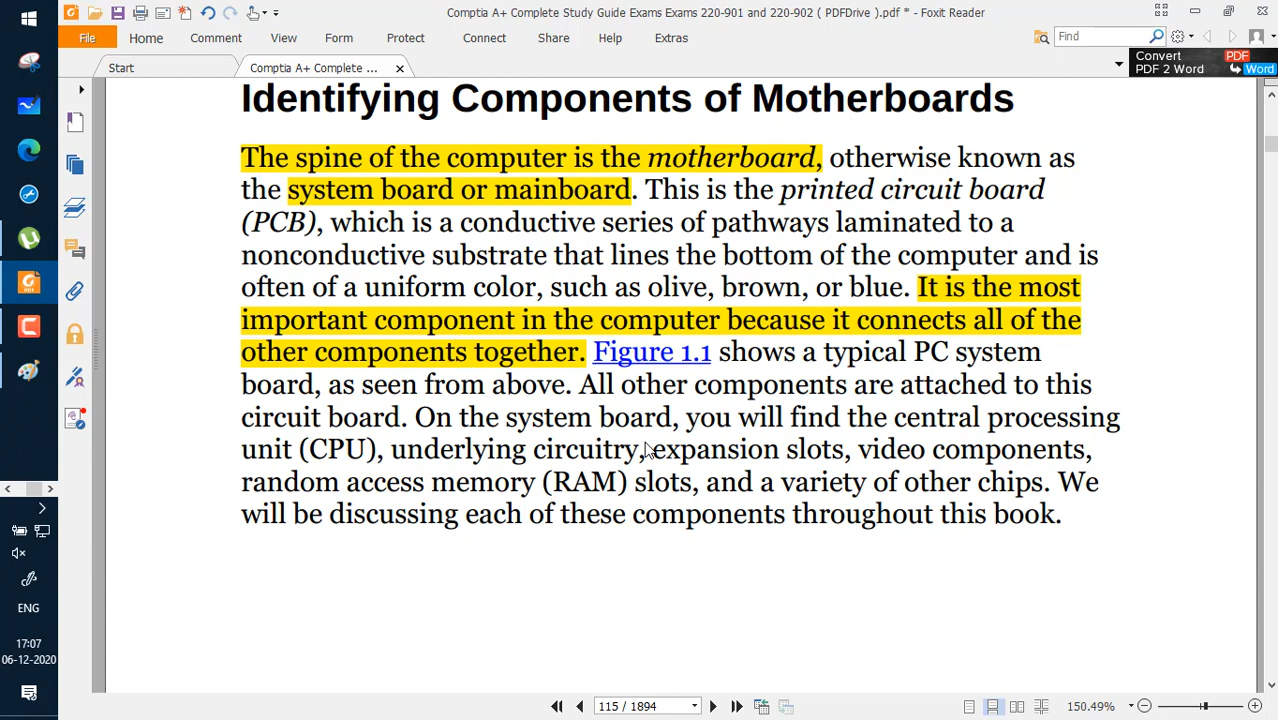 Comptia A+ Complete Study Guide Exams Exams 220-901 and 220-902 ( PDFDrive ).pdf * - Foxit Reader
File Home Comment View Form Protect Connect Share Help Extras Find
Start Comptia A+ Complete ... Convert PDF
PDF 2 Word Word
Identifying Components of Motherboards
The spine of the computer is the motherboard, otherwise known as
the system board or mainboard. This is the printed circuit board
(PCB), which is a conductive series of pathways laminated to a
nonconductive substrate that lines the bottom of the computer and is
often of a uniform color, such as olive, brown, or blue. It is the most
important component in the computer because it connects all of the
other components together. Figure 1.1 shows a typical PC system
board, as seen from above. All other components are attached to this
circuit board. On the system board, you will find the central processing
unit (CPU), underlying circuitry, expansion slots, video components,
random access memory (RAM) slots, and a variety of other chips. We
will be discussing each of these components throughout this book.
ENG
17:07
06-12-2020
115 / 1894 150.49%